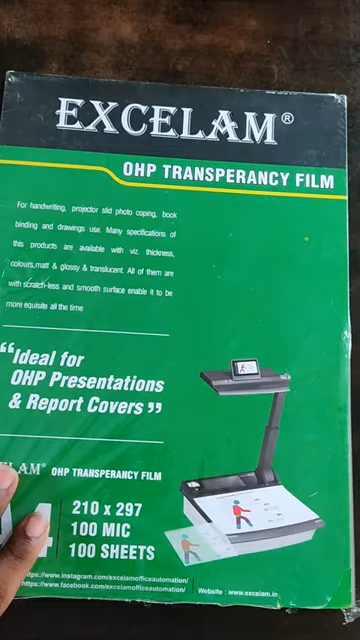 EXCELAM®
OHP TRANSPERANCY FILM
For handwriting, projector slid photo coping, book
binding and drawings use. Many specifications of
this products are available with viz. thickness,
colours,matt & glossy & translucent. All of them are
with scratch-less and smooth surface enable it to be
more equisite all the time
“Ideal for
OHP Presentations
& Report Covers”
LAM® OHP TRANSPERANCY FILM
4
210 x 297
100 MIC
100 SHEETS
https://www.instagram.com/excelamofficeautomation/
https://www.facebook.com/excelamofficeautomation/
Website : www.excelam.in